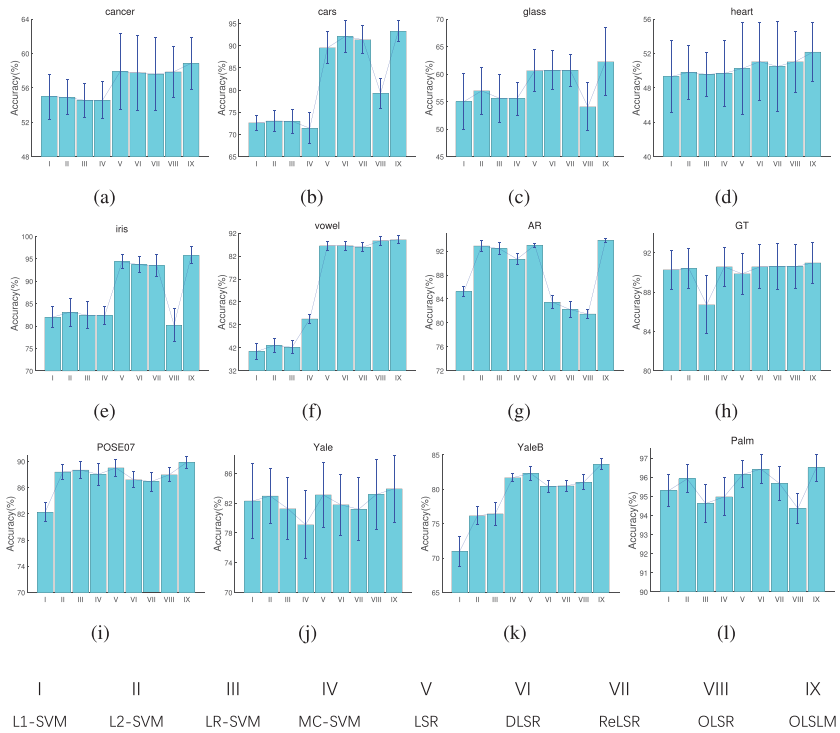 cancer cars glass heart
Accuracy(%) 64 60 56 52 48
I II III IV V VI VII VIII IX
Accuracy(%) 95 90 85 80 75 70 65
I II III IV V VI VII VIII IX
Accuracy(%) 70 65 60 55 50 45
I II III IV V VI VII VIII IX
Accuracy(%) 56 52 48 44 40
I II III IV V VI VII VIII IX
(a) (b) (c) (d)
iris vowel AR GT
Accuracy(%) 100 95 90 85 80 75 70
I II III IV V VI VII VIII IX
Accuracy(%) 92 82 72 62 52 42 32
I II III IV V VI VII VIII IX
Accuracy(%) 92 88 84 80 76 72
I II III IV V VI VII VIII IX
Accuracy(%) 92 88 84 80
I II III IV V VI VII VIII IX
(e) (f) (g) (h)
POSE07 Yale YaleB Palm
Accuracy(%) 90 86 82 78 74 70
I II III IV V VI VII VIII IX
Accuracy(%) 86 82 78 74 70
I II III IV V VI VII VIII IX
Accuracy(%) 85 80 75 70 65
I II III IV V VI VII VIII IX
Accuracy(%) 97 96 95 94 93 92 91 90
I II III IV V VI VII VIII IX
(i) (j) (k) (l)
I II III IV V VI VII VIII IX
L1-SVM L2-SVM LR-SVM MC-SVM LSR DLSR ReLSR OLSR OLSLM